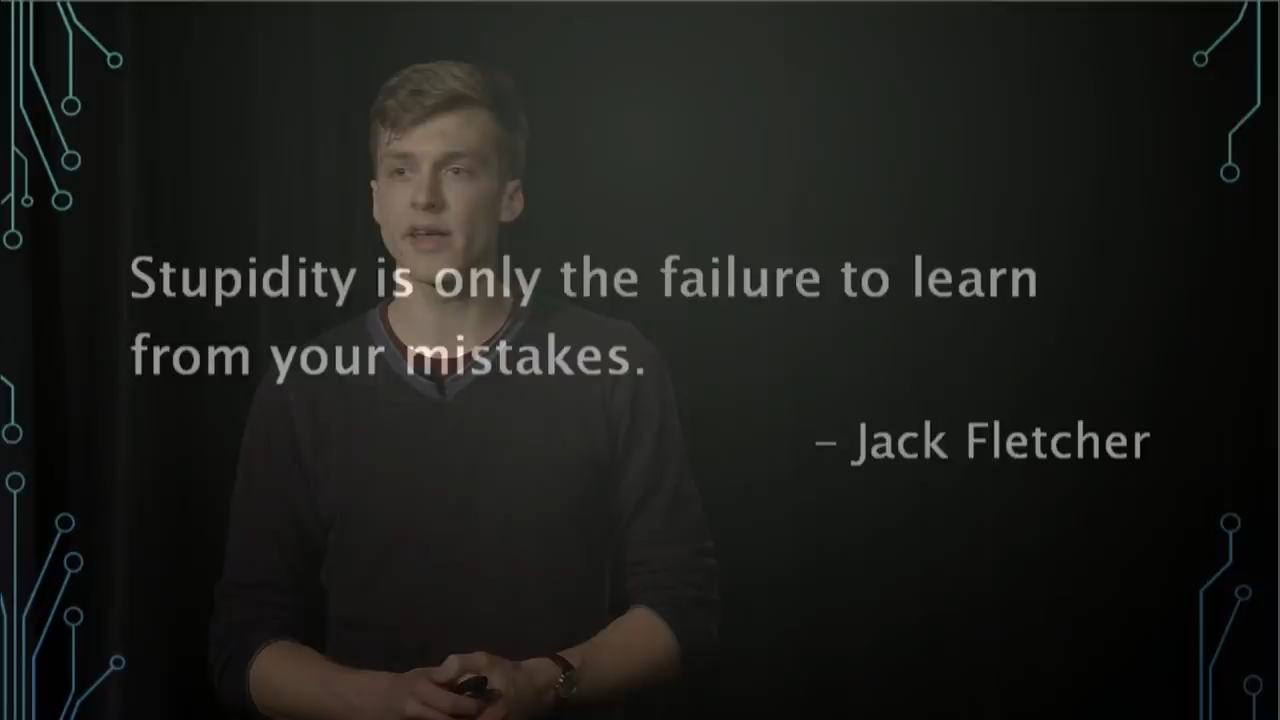 Stupidity is only the failure to learn
from your mistakes.
– Jack Fletcher